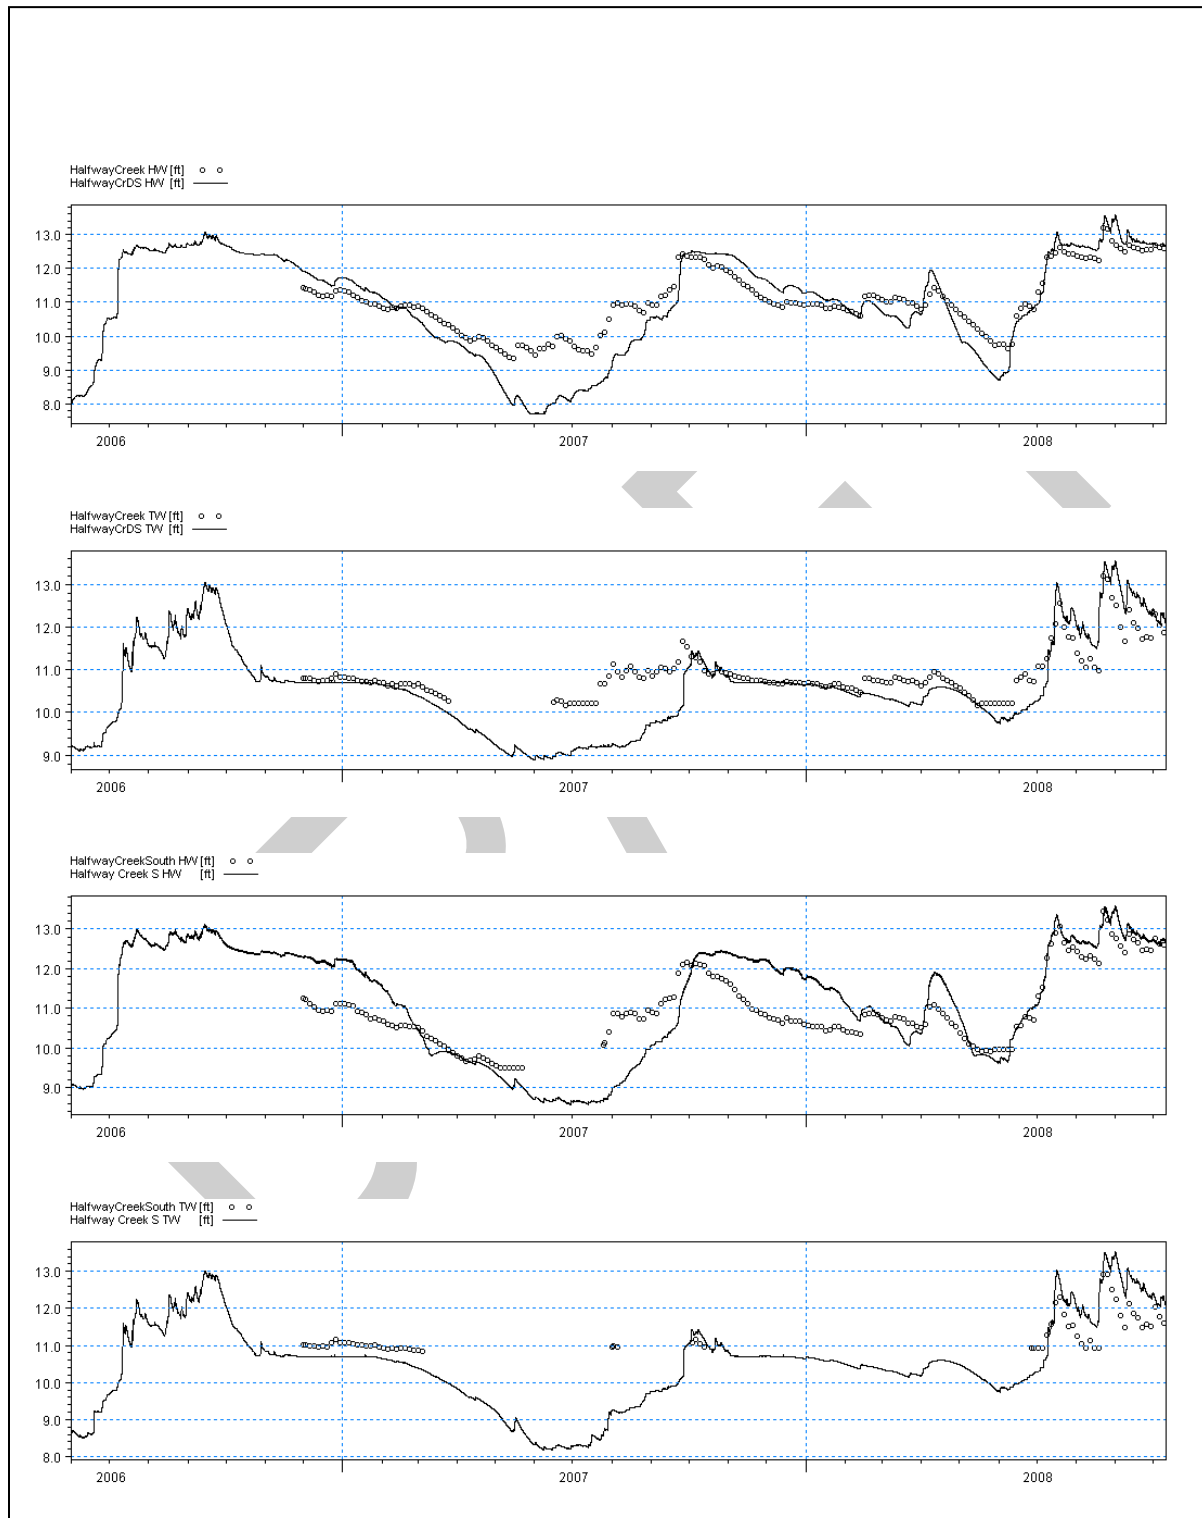 HalfwayCreek HW [ft]
HalfwayCrDS HW [ft]
13.0
12.0
11.0
10.0
9.0
8.0
2006 2007 2008
HalfwayCreek TW [ft]
HalfwayCrDS TW [ft]
13.0
12.0
11.0
10.0
9.0
2006 2007 2008
HalfwayCreekSouth HW [ft]
Halfway Creek S HW [ft]
13.0
12.0
11.0
10.0
9.0
2006 2007 2008
HalfwayCreekSouth TW [ft]
Halfway Creek S TW [ft]
13.0
12.0
11.0
10.0
9.0
8.0
2006 2007 2008